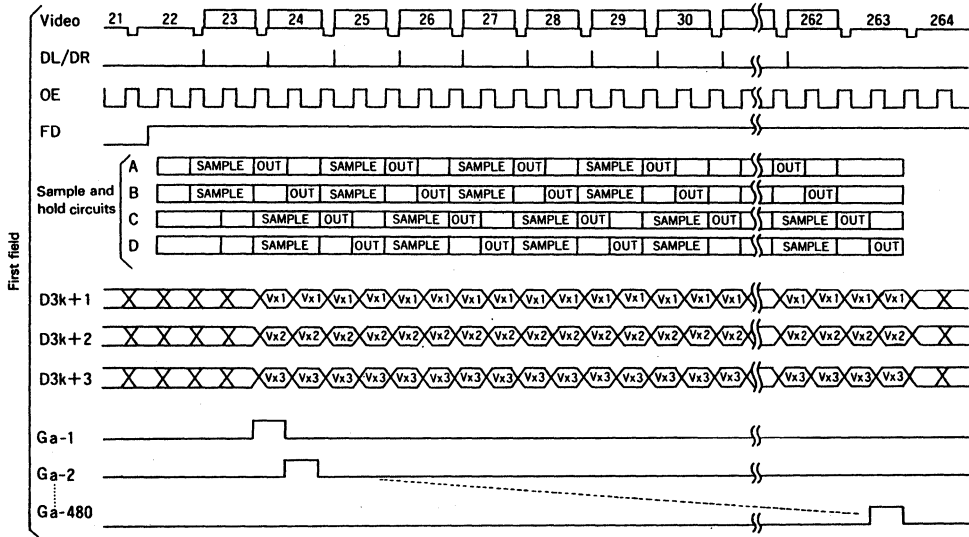 Video 21 22 23 24 25 26 27 28 29 30 262 263 264
DL/DR
OE
FD
First field
Sample and
hold circuits
A SAMPLE OUT SAMPLE OUT SAMPLE OUT SAMPLE OUT OUT
B SAMPLE OUT SAMPLE OUT SAMPLE OUT SAMPLE OUT OUT
C SAMPLE OUT SAMPLE OUT SAMPLE OUT SAMPLE OUT SAMPLE OUT
D SAMPLE OUT SAMPLE OUT SAMPLE OUT SAMPLE SAMPLE OUT
D3k+1 Vx1 Vx1 Vx1 Vx1 Vx1 Vx1 Vx1 Vx1 Vx1 Vx1 Vx1 Vx1 Vx1 Vx1 Vx1 Vx1 Vx1 Vx1 Vx1
D3k+2 Vx2 Vx2 Vx2 Vx2 Vx2 Vx2 Vx2 Vx2 Vx2 Vx2 Vx2 Vx2 Vx2 Vx2 Vx2 Vx2 Vx2 Vx2 Vx2
D3k+3 Vx3 Vx3 Vx3 Vx3 Vx3 Vx3 Vx3 Vx3 Vx3 Vx3 Vx3 Vx3 Vx3 Vx3 Vx3 Vx3 Vx3 Vx3 Vx3
Ga-1
Ga-2
Ga-480